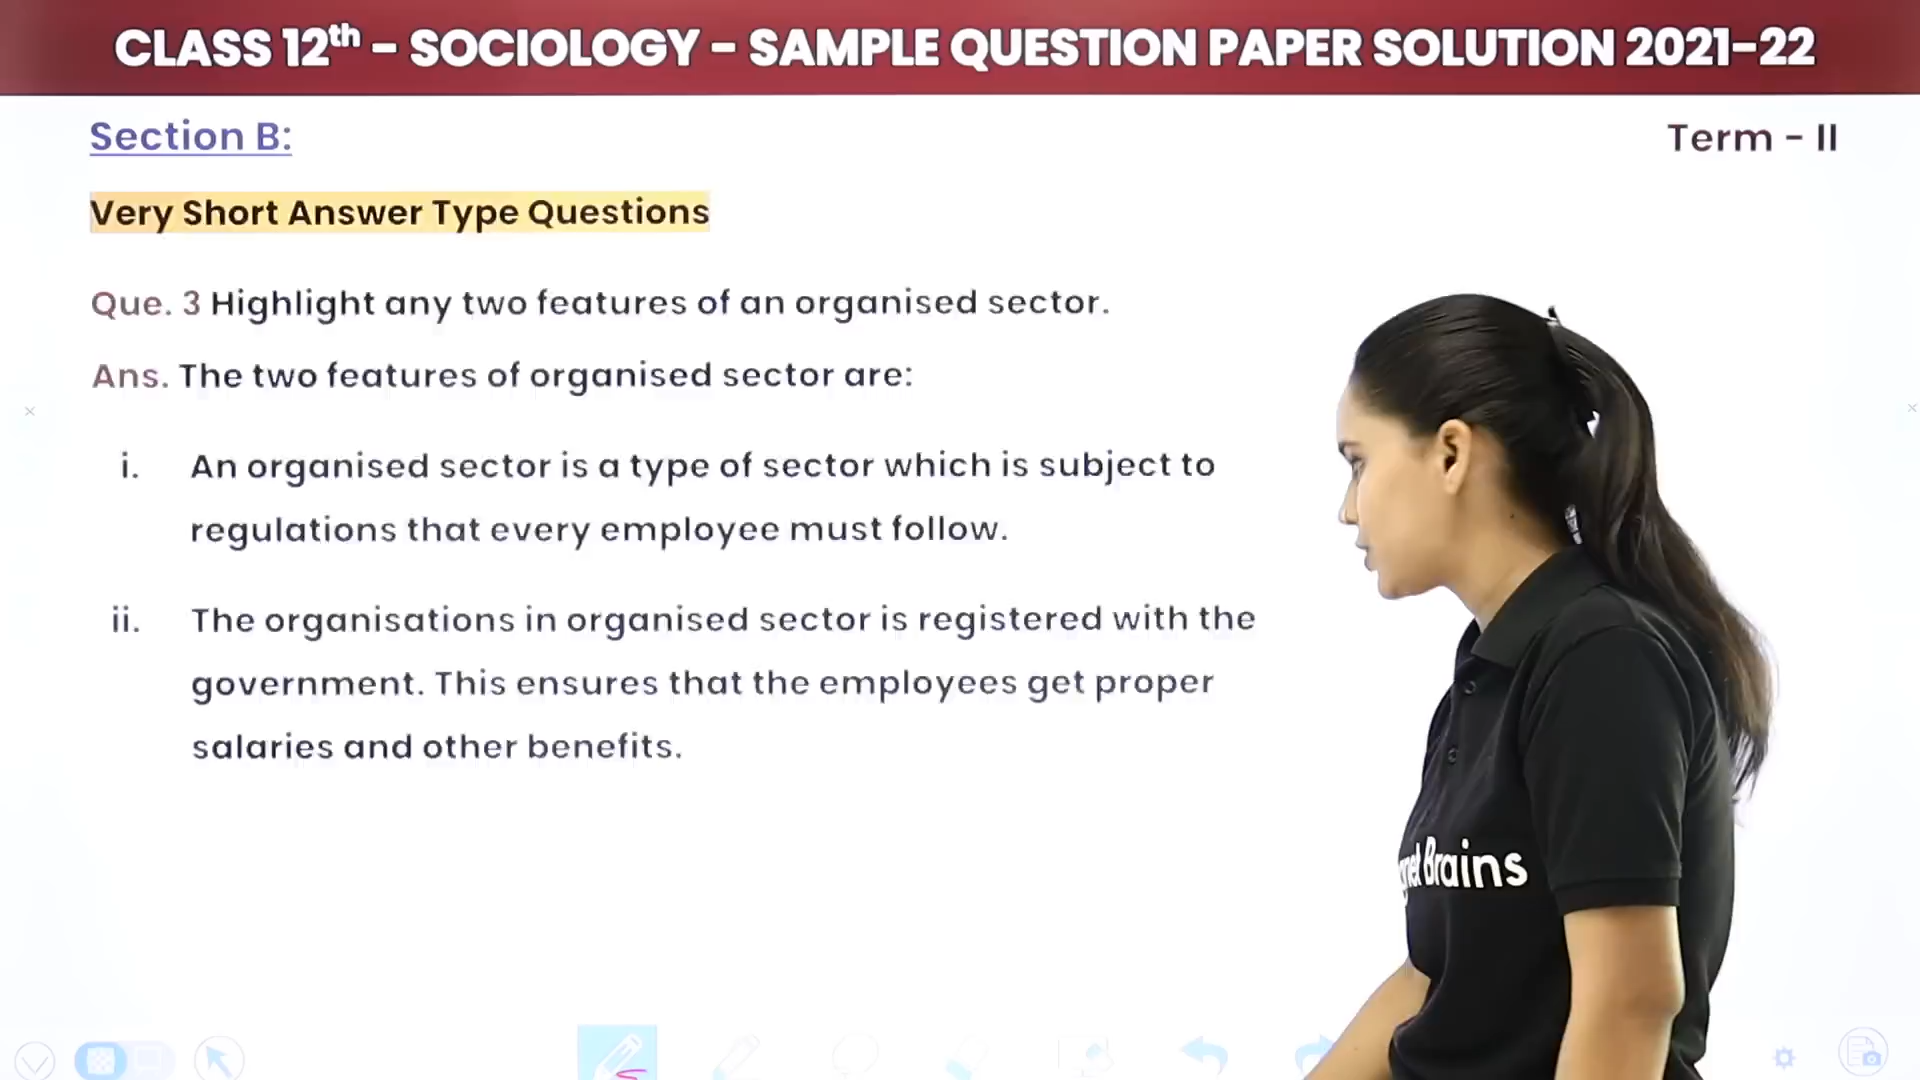 CLASS 12th - SOCIOLOGY - SAMPLE QUESTION PAPER SOLUTION 2021-22
Section B:
Term - II
Very Short Answer Type Questions
Que. 3 Highlight any two features of an organised sector.
Ans. The two features of organised sector are:
i. An organised sector is a type of sector which is subject to
regulations that every employee must follow.
ii. The organisations in organised sector is registered with the
government. This ensures that the employees get proper
salaries and other benefits.
Brains